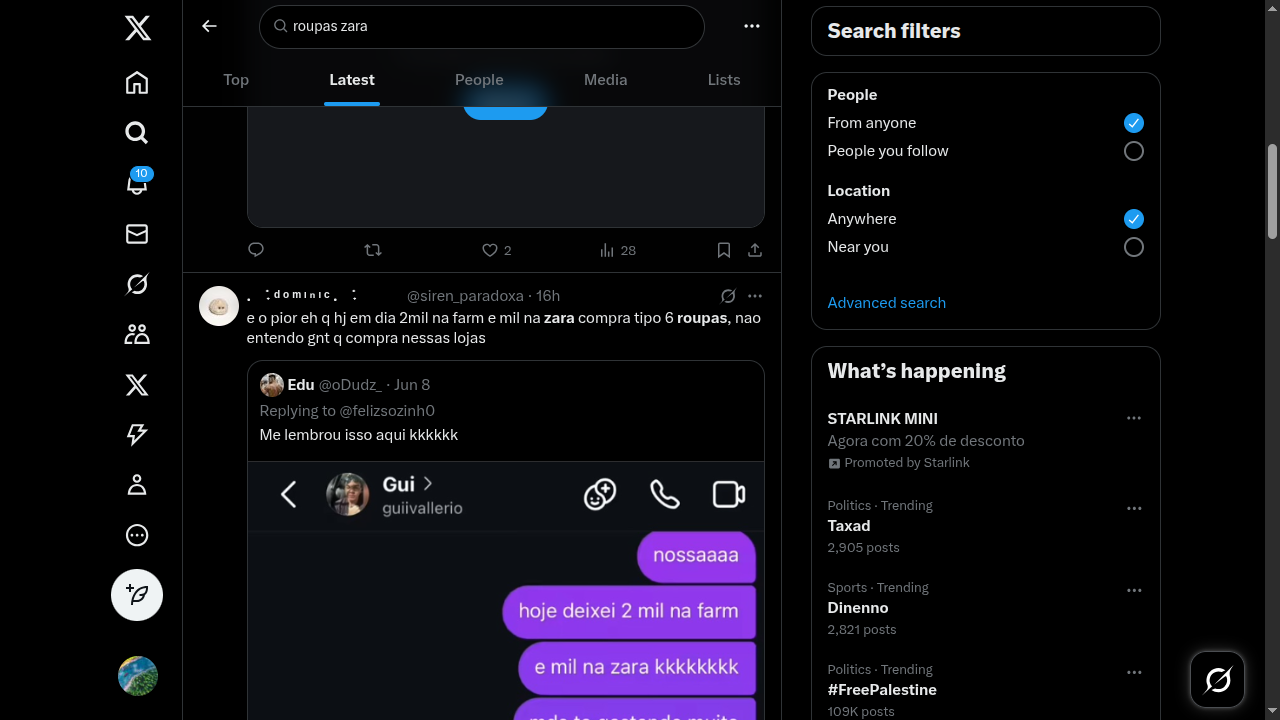 roupas zara
Top
Latest
People
Media
Lists
10
2
28
. ⁚ d o m i n i c . ⁚
@siren_paradoxa · 16h
e o pior eh q hj em dia 2mil na farm e mil na zara compra tipo 6 roupas, nao
entendo gnt q compra nessas lojas
Edu @oDudz_ · Jun 8
Replying to @felizsozinh0
Me lembrou isso aqui kkkkkk
Gui
guiivallerio
nossaaaa
hoje deixei 2 mil na farm
e mil na zara kkkkkkkk
Search filters
People
From anyone
People you follow
Location
Anywhere
Near you
Advanced search
What’s happening
STARLINK MINI
Agora com 20% de desconto
Promoted by Starlink
Politics · Trending
Taxad
2,905 posts
Sports · Trending
Dinenno
2,821 posts
Politics · Trending
#FreePalestine
109K posts